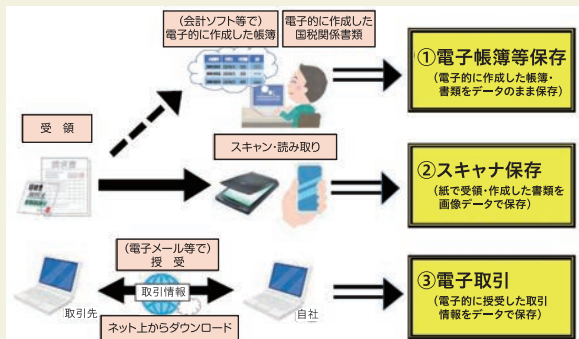 (会計ソフト等で)
電子的に作成した帳簿
電子的に作成した
国税関係書類
①電子帳簿等保存
(電子的に作成した帳簿・
書類をデータのまま保存)
受 領
請求書
スキャン・読み取り
②スキャナ保存
(紙で受領・作成した書類を
画像データで保存)
(電子メール等で)
授 受
取引情報
取引先
自社
ネット上からダウンロード
③電子取引
(電子的に授受した取引
情報をデータで保存)